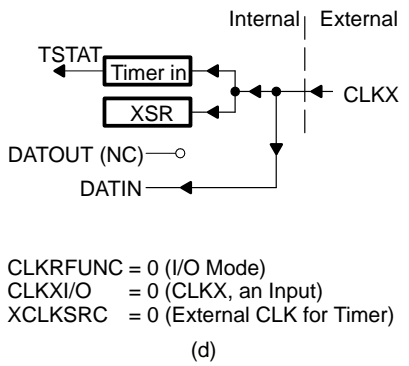 Internal External
TSTAT
Timer in
CLKX
XSR
DATOUT (NC)
DATIN
CLKRFUNC = 0 (I/O Mode)
CLKXI/O = 0 (CLKX, an Input)
XCLKSRC = 0 (External CLK for Timer)
(d)